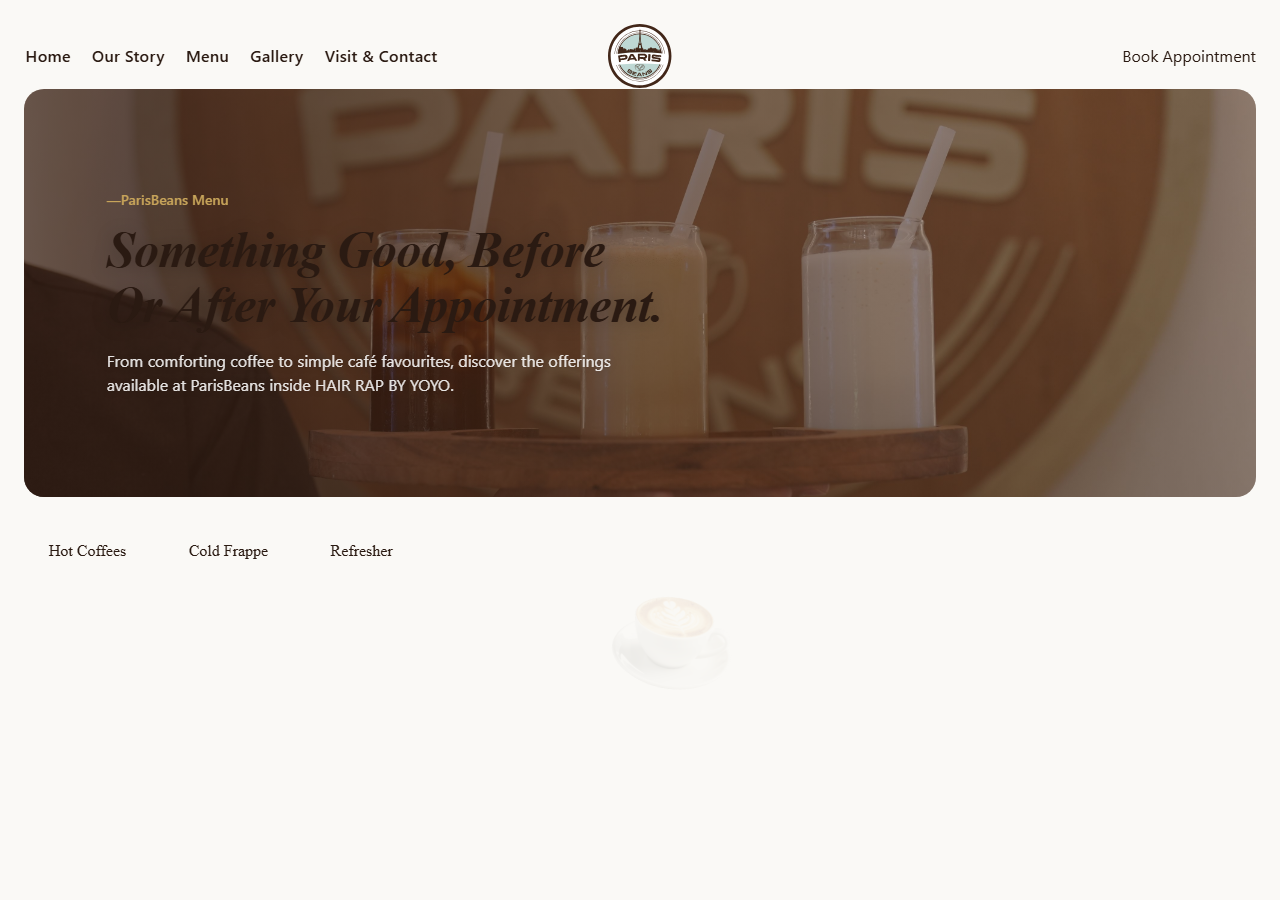 Home Our Story Menu Gallery Visit & Contact
PARIS
BEANS
Book Appointment
PARIS
BEANS
—ParisBeans Menu
Something Good, Before
Or After Your Appointment.
From comforting coffee to simple café favourites, discover the offerings
available at ParisBeans inside HAIR RAP BY YOYO.
Hot Coffees Cold Frappe Refresher